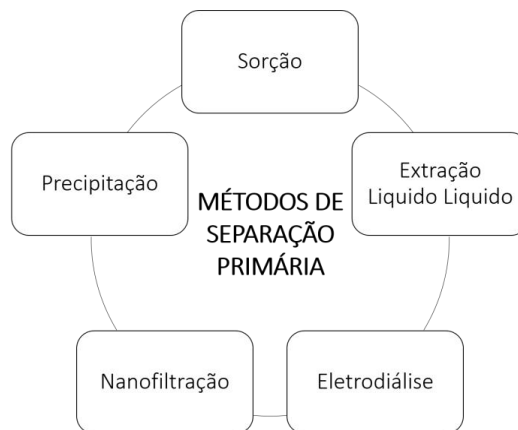 Sorção
Extração
Liquido Liquido
Eletrodiálise
Nanofiltração
Precipitação
MÉTODOS DE
SEPARAÇÃO
PRIMÁRIA